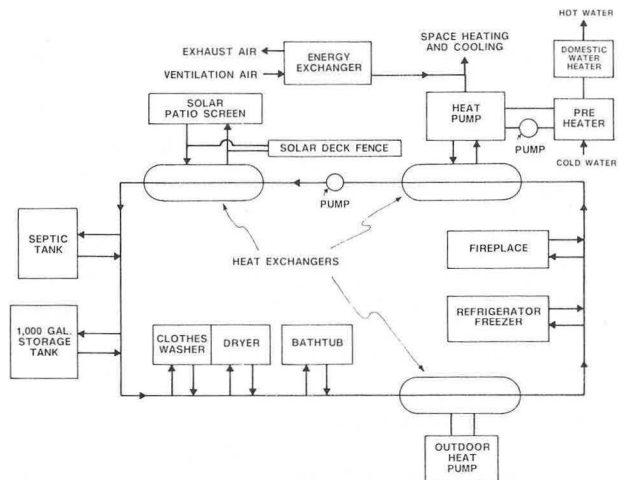 HOT WATER
SPACE HEATING
AND COOLING
EXHAUST AIR
VENTILATION AIR
ENERGY
EXCHANGER
DOMESTIC
WATER
HEATER
SOLAR
PATIO SCREEN
HEAT
PUMP
PRE
HEATER
PUMP
SOLAR DECK FENCE
COLD WATER
PUMP
SEPTIC
TANK
HEAT EXCHANGERS
FIREPLACE
1,000 GAL.
STORAGE
TANK
CLOTHES
WASHER
DRYER
BATHTUB
REFRIGERATOR
FREEZER
OUTDOOR
HEAT
PUMP